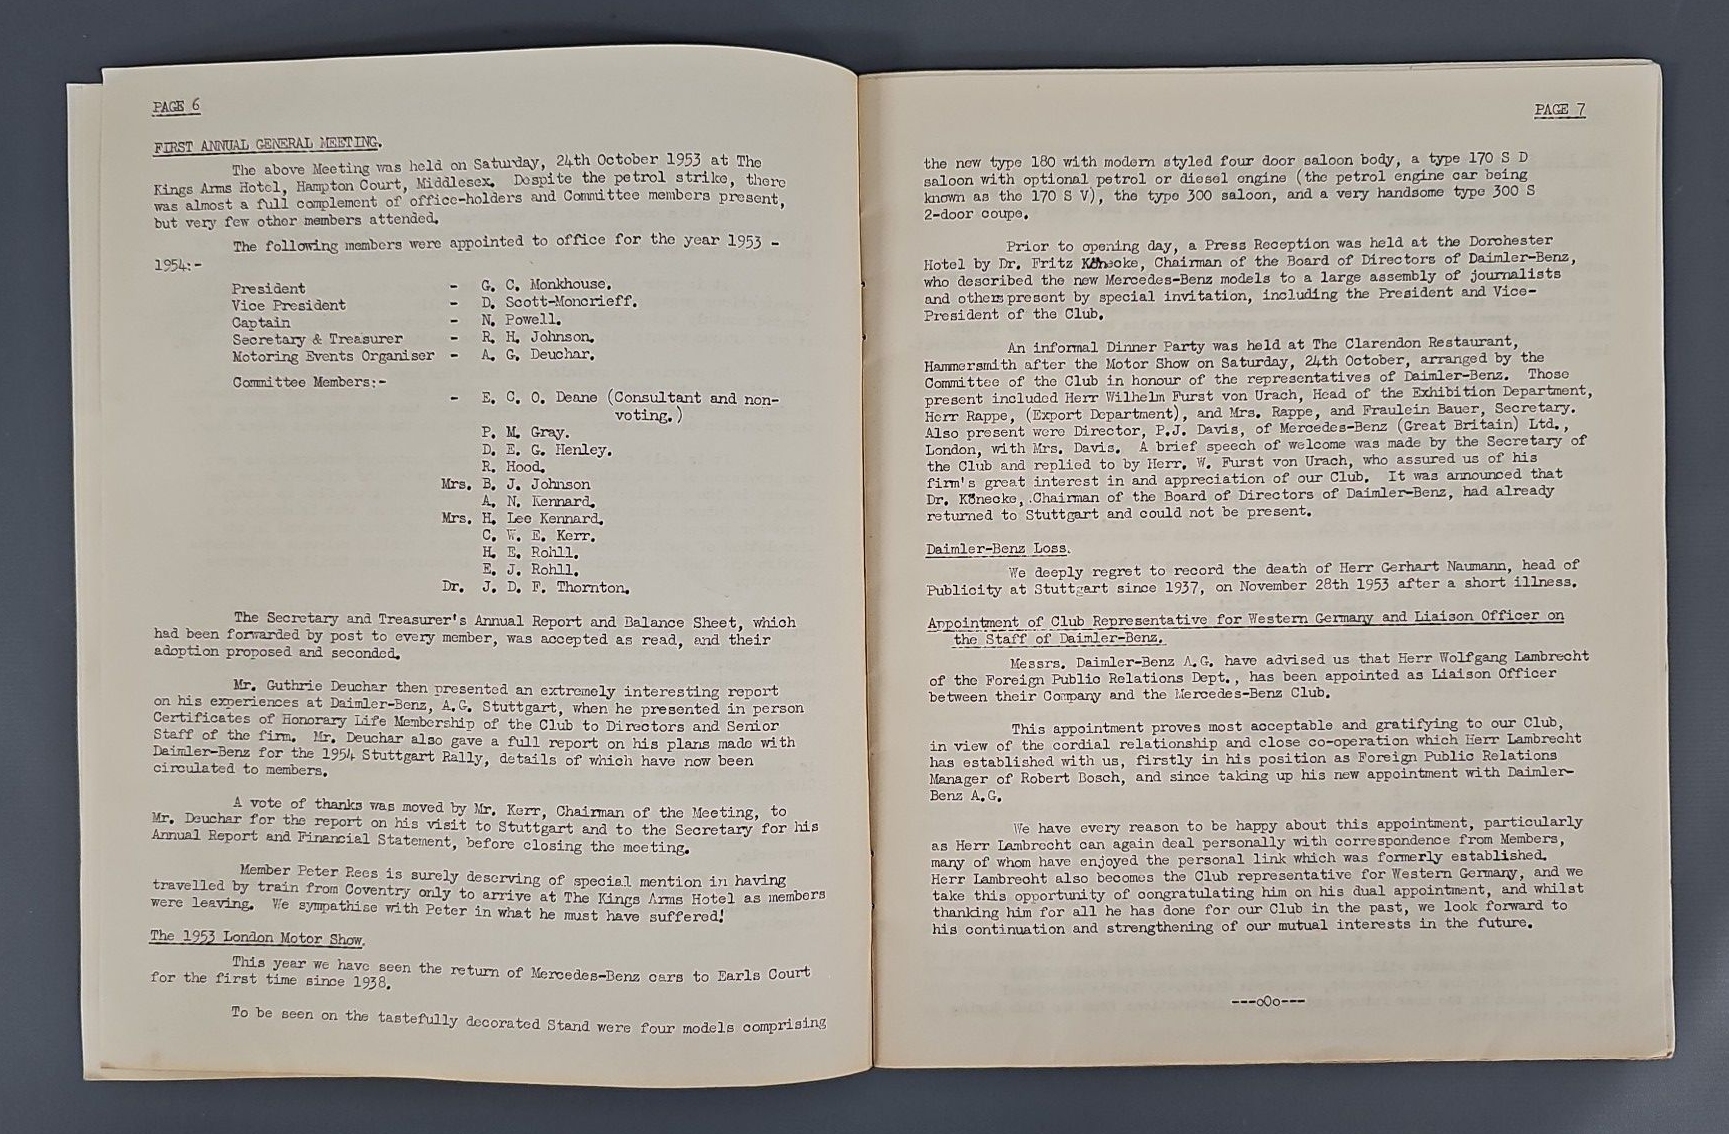 PAGE 6
FIRST ANNUAL GENERAL MEETING.
The above Meeting was held on Saturday, 24th October 1953 at The
Kings Arms Hotel, Hampton Court, Middlesex. Despite the petrol strike, there
was almost a full complement of office-holders and Committee members present,
but very few other members attended.
The following members were appointed to office for the year 1953 -
1954:-
President - G. C. Monkhouse.
Vice President - D. Scott-Moncrieff.
Captain - N. Powell.
Secretary & Treasurer - R. H. Johnson.
Motoring Events Organiser - A. G. Deuchar.
Committee Members:-
- E. C. O. Deane (Consultant and non-
voting.)
P. M. Gray.
D. E. G. Henley.
R. Hood.
Mrs. B. J. Johnson
A. N. Kennard.
Mrs. H. Lee Kennard.
C. W. E. Kerr.
H. E. Rohll.
E. J. Rohll.
Dr. J. D. F. Thornton.
The Secretary and Treasurer's Annual Report and Balance Sheet, which
had been forwarded by post to every member, was accepted as read, and their
adoption proposed and seconded.
Mr. Guthrie Deuchar then presented an extremely interesting report
on his experiences at Daimler-Benz, A.G. Stuttgart, when he presented in person
Certificates of Honorary Life Membership of the Club to Directors and Senior
Staff of the firm. Mr. Deuchar also gave a full report on his plans made with
Daimler-Benz for the 1954 Stuttgart Rally, details of which have now been
circulated to members.
A vote of thanks was moved by Mr. Kerr, Chairman of the Meeting, to
Mr. Deuchar for the report on his visit to Stuttgart and to the Secretary for his
Annual Report and Financial Statement, before closing the meeting.
Member Peter Rees is surely deserving of special mention in having
travelled by train from Coventry only to arrive at The Kings Arms Hotel as members
were leaving. We sympathise with Peter in what he must have suffered!
The 1953 London Motor Show.
This year we have seen the return of Mercedes-Benz cars to Earls Court
for the first time since 1938.
To be seen on the tastefully decorated Stand were four models comprising
PAGE 7
the new type 180 with modern styled four door saloon body, a type 170 S D
saloon with optional petrol or diesel engine (the petrol engine car being
known as the 170 S V), the type 300 saloon, and a very handsome type 300 S
2-door coupe.
Prior to opening day, a Press Reception was held at the Dorchester
Hotel by Dr. Fritz Könecke, Chairman of the Board of Directors of Daimler-Benz,
who described the new Mercedes-Benz models to a large assembly of journalists
and others present by special invitation, including the President and Vice-
President of the Club.
An informal Dinner Party was held at The Clarendon Restaurant,
Hammersmith after the Motor Show on Saturday, 24th October, arranged by the
Committee of the Club in honour of the representatives of Daimler-Benz. Those
present included Herr Wilhelm Furst von Urach, Head of the Exhibition Department,
Herr Rappe, (Export Department), and Mrs. Rappe, and Fraulein Bauer, Secretary.
Also present were Director, P.J. Davis, of Mercedes-Benz (Great Britain) Ltd.,
London, with Mrs. Davis. A brief speech of welcome was made by the Secretary of
the Club and replied to by Herr. W. Furst von Urach, who assured us of his
firm's great interest in and appreciation of our Club. It was announced that
Dr. Könecke, .Chairman of the Board of Directors of Daimler-Benz, had already
returned to Stuttgart and could not be present.
Daimler-Benz Loss.
We deeply regret to record the death of Herr Gerhart Naumann, head of
Publicity at Stuttgart since 1937, on November 28th 1953 after a short illness.
Appointment of Club Representative for Western Germany and Liaison Officer on
the Staff of Daimler-Benz.
Messrs. Daimler-Benz A.G. have advised us that Herr Wolfgang Lambrecht
of the Foreign Public Relations Dept., has been appointed as Liaison Officer
between their Company and the Mercedes-Benz Club.
This appointment proves most acceptable and gratifying to our Club,
in view of the cordial relationship and close co-operation which Herr Lambrecht
has established with us, firstly in his position as Foreign Public Relations
Manager of Robert Bosch, and since taking up his new appointment with Daimler-
Benz A.G.
We have every reason to be happy about this appointment, particularly
as Herr Lambrecht can again deal personally with correspondence from Members,
many of whom have enjoyed the personal link which was formerly established.
Herr Lambrecht also becomes the Club representative for Western Germany, and we
take this opportunity of congratulating him on his dual appointment, and whilst
thanking him for all he has done for our Club in the past, we look forward to
his continuation and strengthening of our mutual interests in the future.
---oOo---